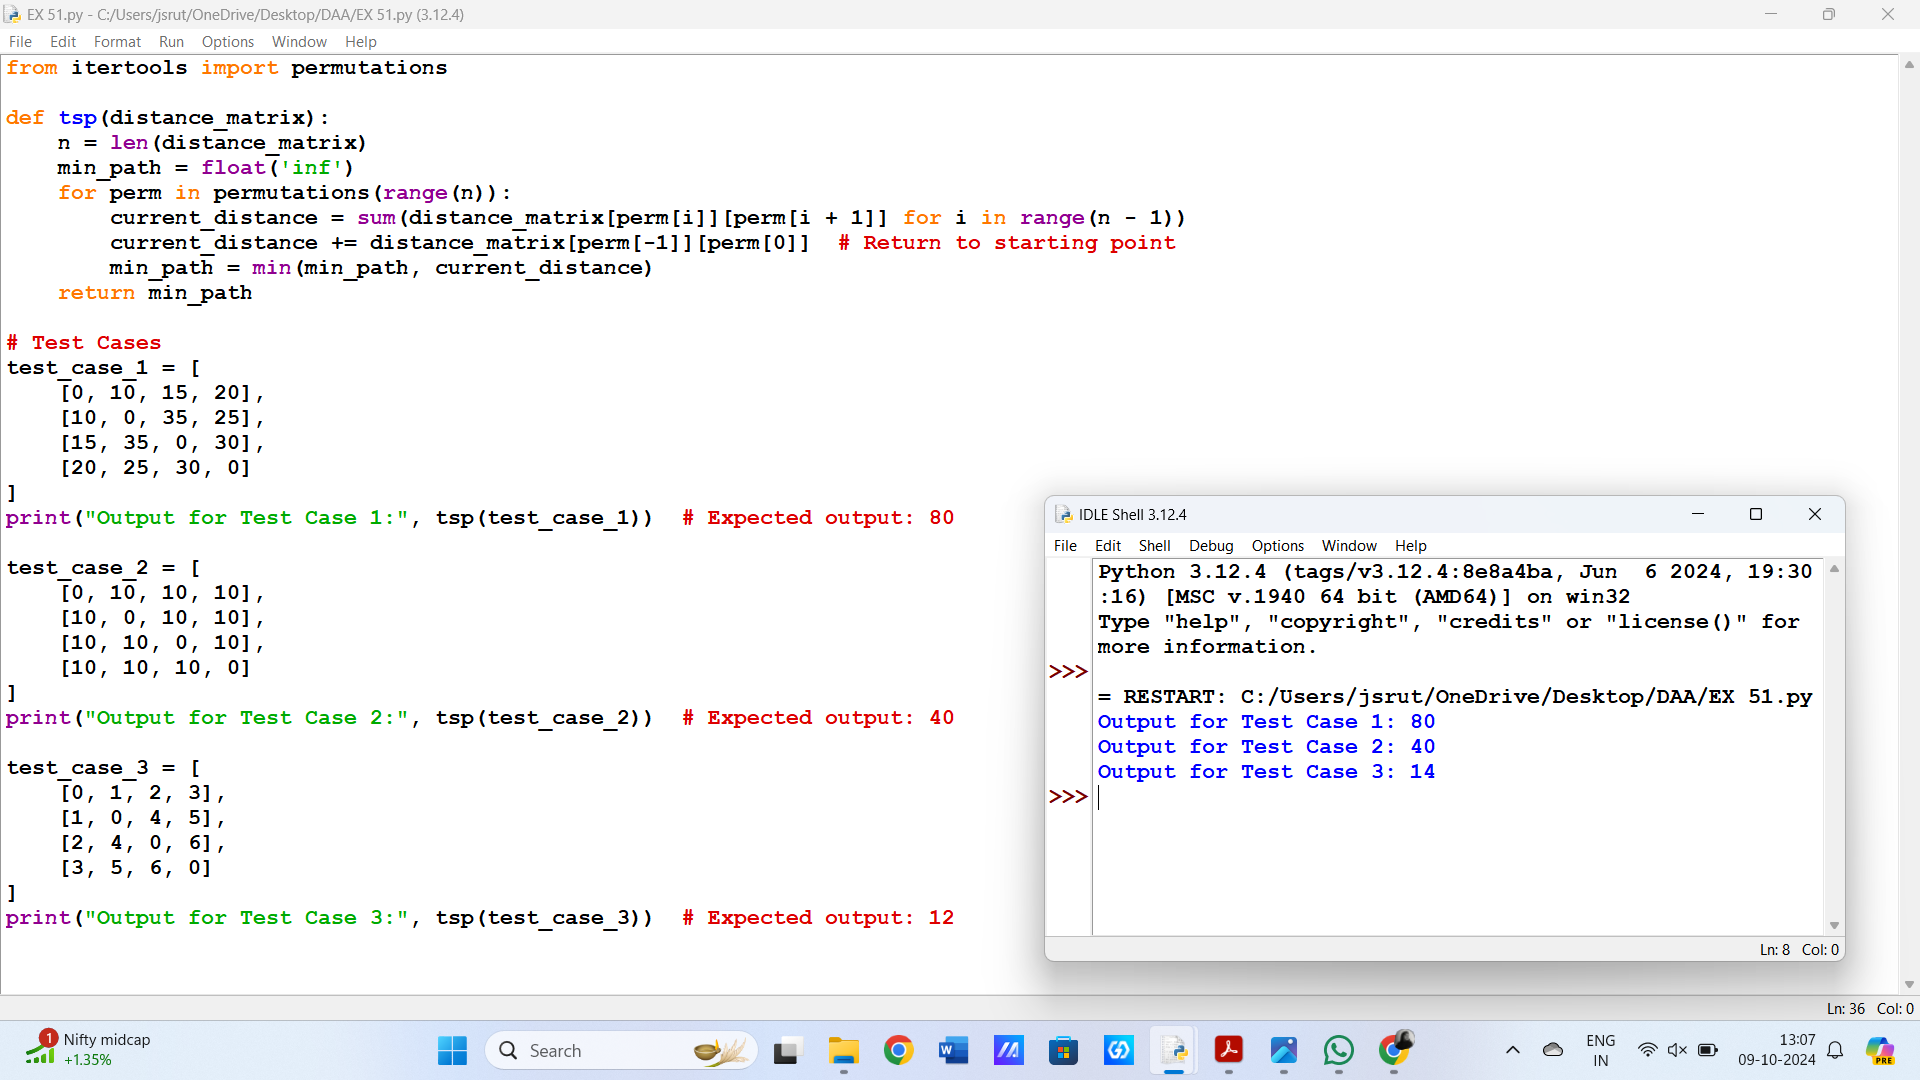 EX 51.py - C:/Users/jsrut/OneDrive/Desktop/DAA/EX 51.py (3.12.4)
File Edit Format Run Options Window Help
from itertools import permutations
def tsp(distance_matrix):
    n = len(distance_matrix)
    min_path = float('inf')
    for perm in permutations(range(n)):
        current_distance = sum(distance_matrix[perm[i]][perm[i + 1]] for i in range(n - 1))
        current_distance += distance_matrix[perm[-1]][perm[0]]  # Return to starting point
        min_path = min(min_path, current_distance)
    return min_path
# Test Cases
test_case_1 = [
    [0, 10, 15, 20],
    [10, 0, 35, 25],
    [15, 35, 0, 30],
    [20, 25, 30, 0]
]
print("Output for Test Case 1:", tsp(test_case_1))  # Expected output: 80
test_case_2 = [
    [0, 10, 10, 10],
    [10, 0, 10, 10],
    [10, 10, 0, 10],
    [10, 10, 10, 0]
]
print("Output for Test Case 2:", tsp(test_case_2))  # Expected output: 40
test_case_3 = [
    [0, 1, 2, 3],
    [1, 0, 4, 5],
    [2, 4, 0, 6],
    [3, 5, 6, 0]
]
print("Output for Test Case 3:", tsp(test_case_3))  # Expected output: 12
IDLE Shell 3.12.4
File Edit Shell Debug Options Window Help
Python 3.12.4 (tags/v3.12.4:8e8a4ba, Jun  6 2024, 19:30
:16) [MSC v.1940 64 bit (AMD64)] on win32
Type "help", "copyright", "credits" or "license()" for
more information.
>>>
= RESTART: C:/Users/jsrut/OneDrive/Desktop/DAA/EX 51.py
Output for Test Case 1: 80
Output for Test Case 2: 40
Output for Test Case 3: 14
>>>
Ln: 8 Col: 0
Ln: 36 Col: 0
1
Nifty midcap
+1.35%
Search
W
ENG
IN
13:07
09-10-2024
PRE